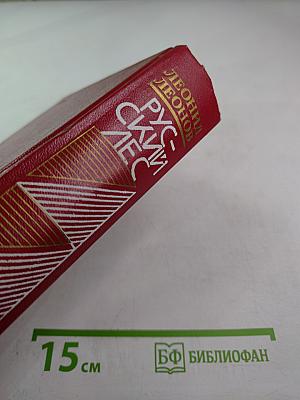 ЛЕОНИД
ЛЕОНОВ
РУС-
СКИЙ
ЛЕС
15 см
БФ БИБЛИОФАН